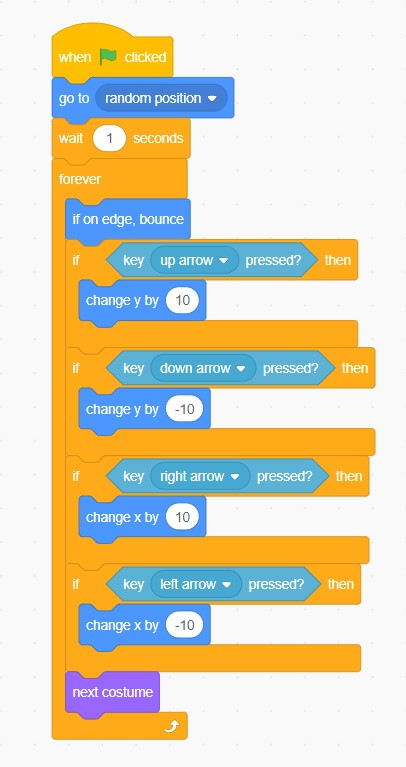 when clicked
go to random position
wait 1 seconds
forever
if on edge, bounce
if key up arrow pressed? then
change y by 10
if key down arrow pressed? then
change y by -10
if key right arrow pressed? then
change x by 10
if key left arrow pressed? then
change x by -10
next costume